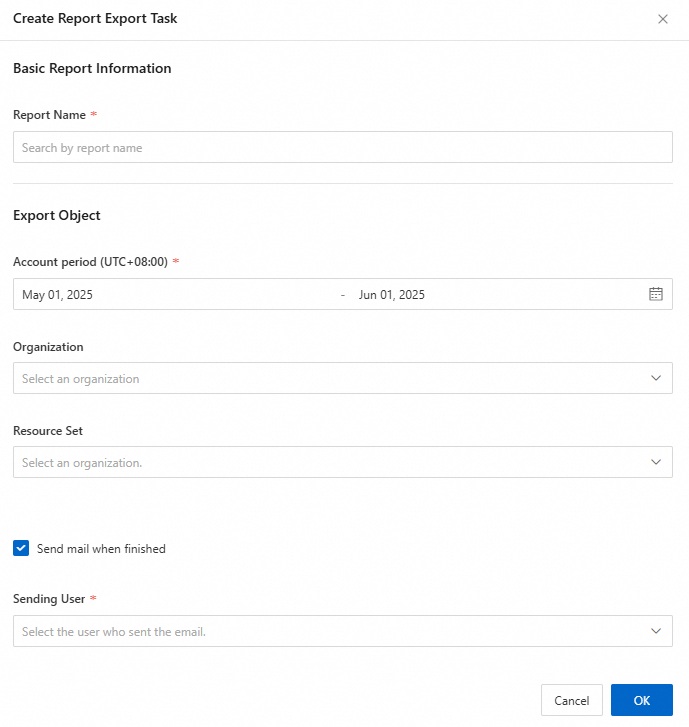 Create Report Export Task
Basic Report Information
Report Name *
Search by report name
Export Object
Account period (UTC+08:00) *
May 01, 2025 - Jun 01, 2025
Organization
Select an organization
Resource Set
Select an organization.
Send mail when finished
Sending User *
Select the user who sent the email.
Cancel OK